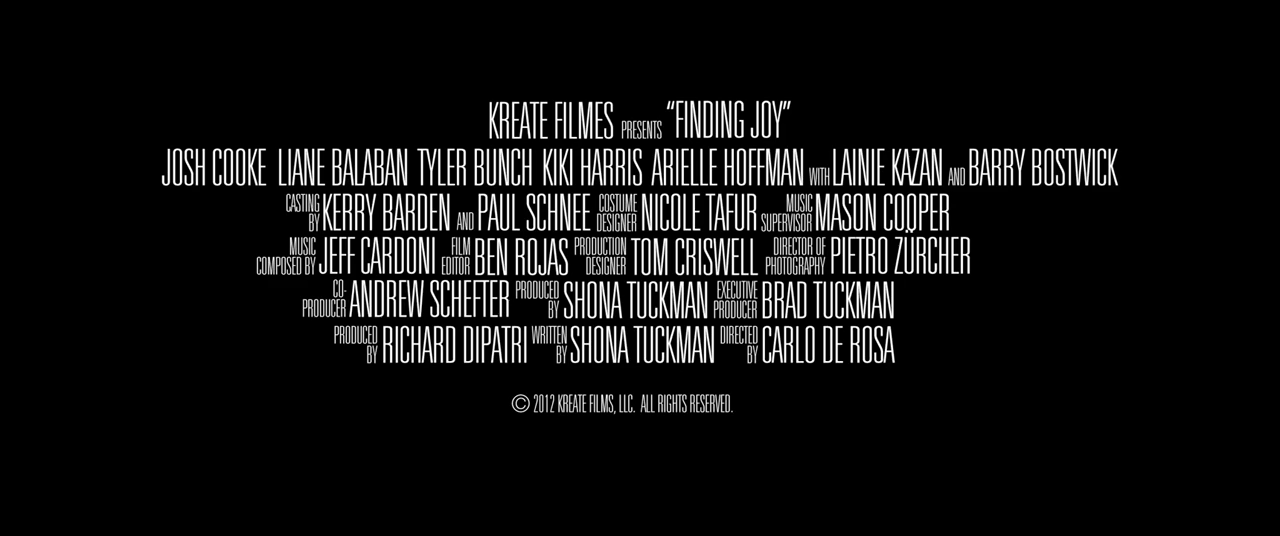 KREATE FILMES PRESENTS “FINDING JOY”
JOSH COOKE LIANE BALABAN TYLER BUNCH KIKI HARRIS ARIELLE HOFFMAN WITH LAINIE KAZAN AND BARRY BOSTWICK
CASTING BY KERRY BARDEN AND PAUL SCHNEE COSTUME DESIGNER NICOLE TAFUR MUSIC SUPERVISOR MASON COOPER
MUSIC COMPOSED BY JEFF CARDONI FILM EDITOR BEN ROJAS PRODUCTION DESIGNER TOM CRISWELL DIRECTOR OF PHOTOGRAPHY PIETRO ZÜRCHER
CO-PRODUCER ANDREW SCHEFTER PRODUCED BY SHONA TUCKMAN EXECUTIVE PRODUCER BRAD TUCKMAN
PRODUCED BY RICHARD DIPATRI WRITTEN BY SHONA TUCKMAN DIRECTED BY CARLO DE ROSA
© 2012 KREATE FILMS, LLC. ALL RIGHTS RESERVED.